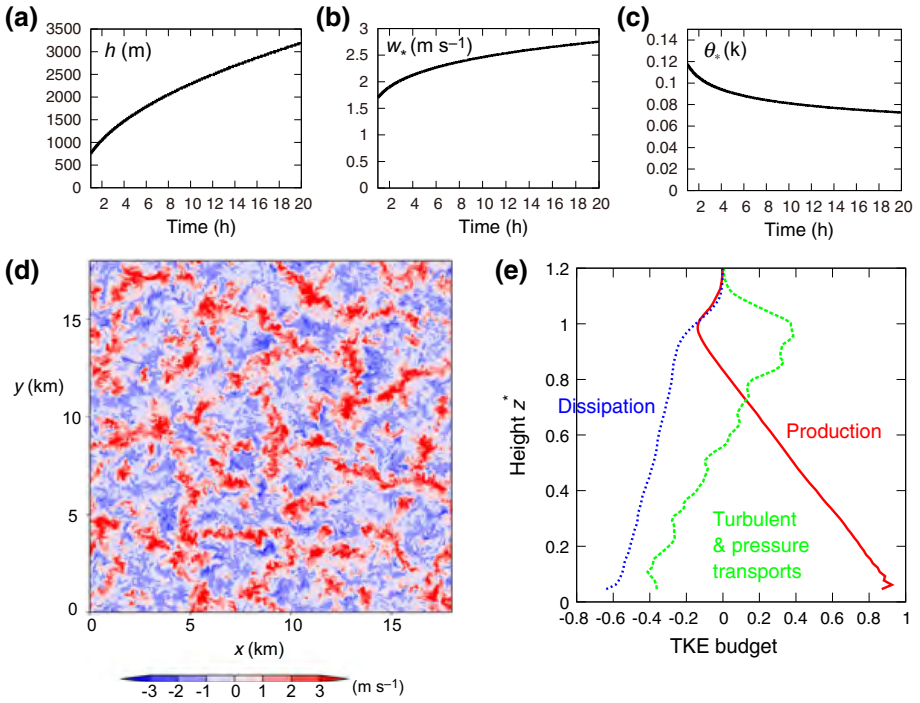 (a)
h (m)
3500
3000
2500
2000
1500
1000
500
0
2 4 6 8 10 12 14 16 18 20
Time (h)
(b)
w* (m s–1)
3
2.5
2
1.5
1
0.5
0
2 4 6 8 10 12 14 16 18 20
Time (h)
(c)
θ* (k)
0.14
0.12
0.1
0.08
0.06
0.04
0.02
0
2 4 6 8 10 12 14 16 18 20
Time (h)
(d)
15
y (km)
10
5
0
0 5 10 15
x (km)
-3 -2 -1 0 1 2 3 (m s–1)
(e)
1.2
1
0.8
0.6
0.4
0.2
0
Height z*
Dissipation
Production
Turbulent
& pressure
transports
-0.8 -0.6 -0.4 -0.2 0 0.2 0.4 0.6 0.8 1
TKE budget